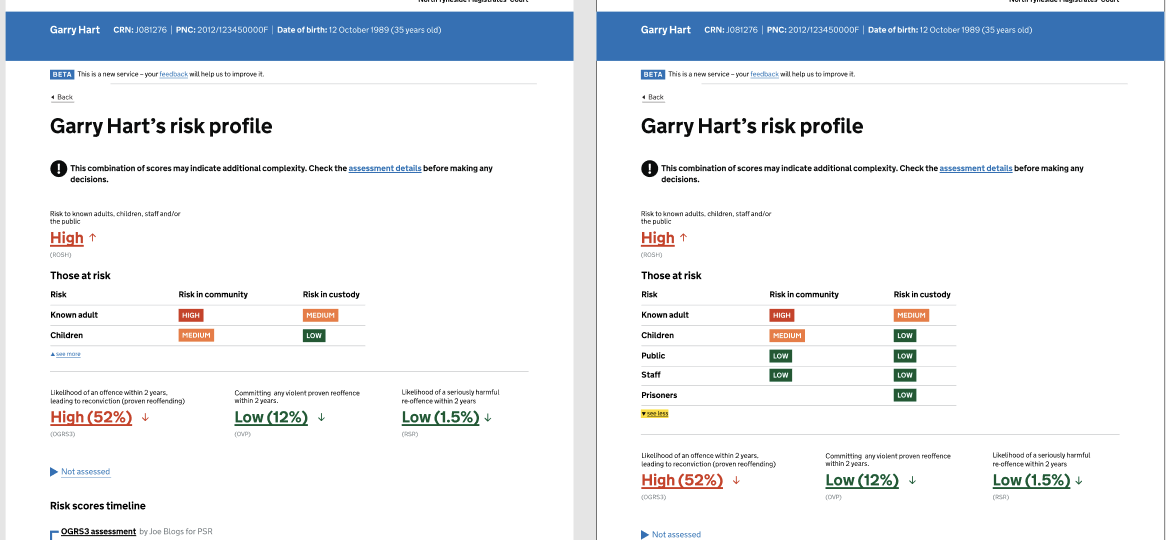 North Tyneside Magistrates' Court
Garry Hart CRN: J081276 | PNC: 2012/123450000F | Date of birth: 12 October 1989 (35 years old)
BETA This is a new service – your feedback will help us to improve it.
Back
Garry Hart's risk profile
! This combination of scores may indicate additional complexity. Check the assessment details before making any
decisions.
Risk to known adults, children, staff and/or
the public
High ↑
(ROSH)
Those at risk
Risk Risk in community Risk in custody
Known adult HIGH MEDIUM
Children MEDIUM LOW
see more
Likelihood of an offence within 2 years,
leading to reconviction (proven reoffending)
High (52%) ↓
(OGRS3)
Committing any violent proven reoffence
within 2 years.
Low (12%) ↓
(OVP)
Likelihood of a seriously harmful
re-offence within 2 years
Low (1.5%) ↓
(RSR)
Not assessed
Risk scores timeline
OGRS3 assessment by Joe Blogs for PSR
North Tyneside Magistrates' Court
Garry Hart CRN: J081276 | PNC: 2012/123450000F | Date of birth: 12 October 1989 (35 years old)
BETA This is a new service – your feedback will help us to improve it.
Back
Garry Hart's risk profile
! This combination of scores may indicate additional complexity. Check the assessment details before making any
decisions.
Risk to known adults, children, staff and/or
the public
High ↑
(ROSH)
Those at risk
Risk Risk in community Risk in custody
Known adult HIGH MEDIUM
Children MEDIUM LOW
Public LOW LOW
Staff LOW LOW
Prisoners LOW
see less
Likelihood of an offence within 2 years,
leading to reconviction (proven reoffending)
High (52%) ↓
(OGRS3)
Committing any violent proven reoffence
within 2 years.
Low (12%) ↓
(OVP)
Likelihood of a seriously harmful
re-offence within 2 years
Low (1.5%) ↓
(RSR)
Not assessed